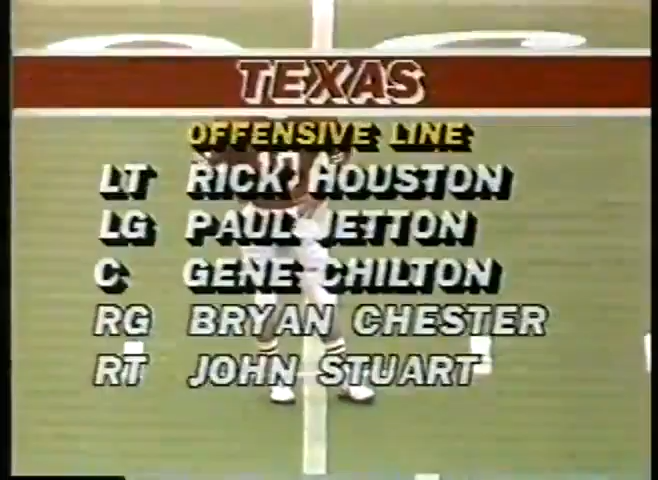 TEXAS
OFFENSIVE LINE
LT RICK HOUSTON
LG PAUL JETTON
C GENE CHILTON
RG BRYAN CHESTER
RT JOHN STUART